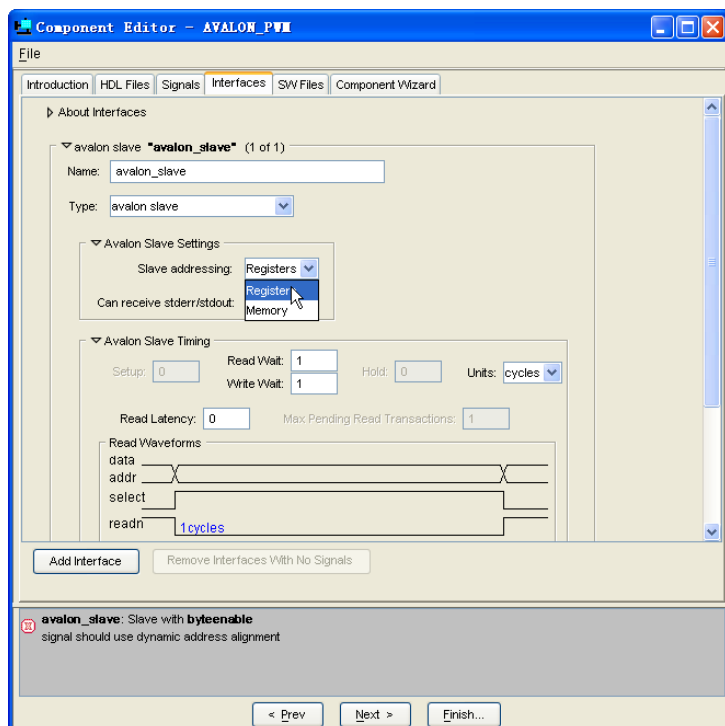 Component Editor - AVALON_PWM
File
Introduction HDL Files Signals Interfaces SW Files Component Wizard
About Interfaces
avalon slave "avalon_slave" (1 of 1)
Name: avalon_slave
Type: avalon slave
Avalon Slave Settings
Slave addressing: Registers
Registers
Can receive stderr/stdout:
Memory
Avalon Slave Timing
Setup: 0 Read Wait: 1 Hold: 0 Units: cycles
Write Wait: 1
Read Latency: 0 Max Pending Read Transactions: 1
Read Waveforms
data
addr
select
readn 1cycles
Add Interface Remove Interfaces With No Signals
avalon_slave: Slave with byteenable
signal should use dynamic address alignment
< Prev Next > Finish...